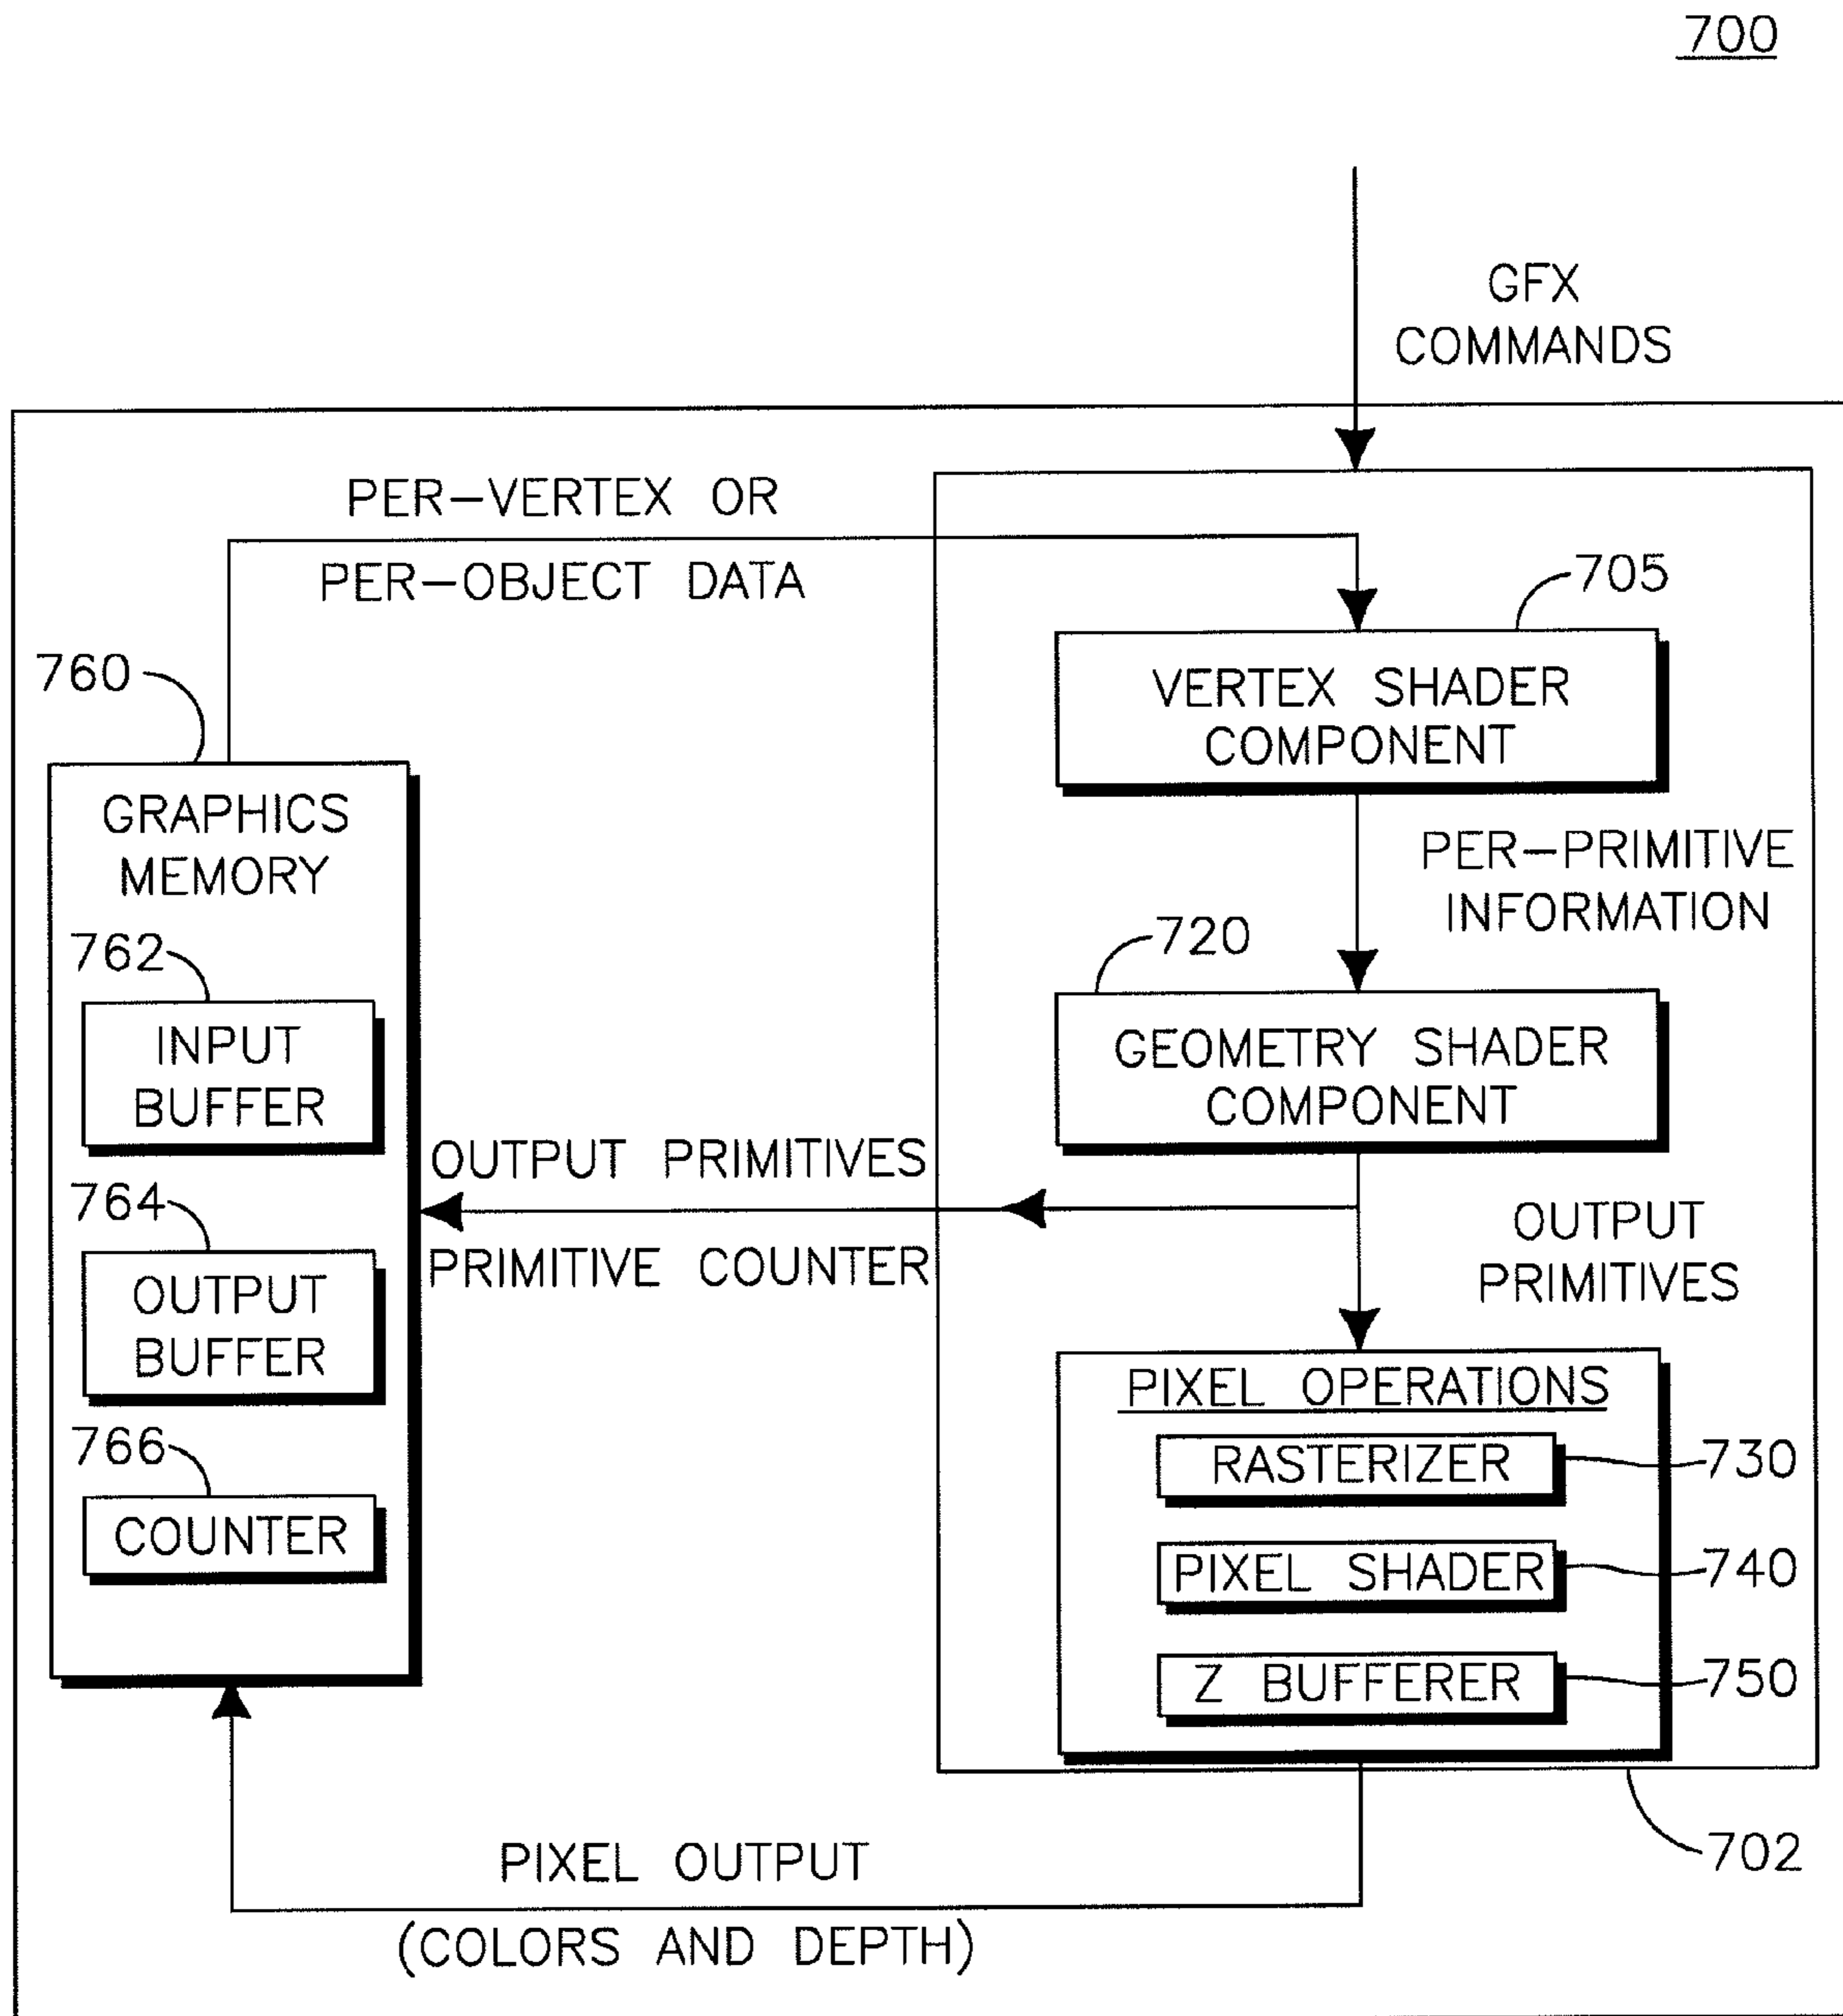 700
GFX
COMMANDS
PER-VERTEX OR
PER-OBJECT DATA
705
760
VERTEX SHADER
COMPONENT
GRAPHICS
MEMORY
PER-PRIMITIVE
INFORMATION
762
720
INPUT
BUFFER
GEOMETRY SHADER
COMPONENT
OUTPUT PRIMITIVES
PRIMITIVE COUNTER
764
OUTPUT
PRIMITIVES
OUTPUT
BUFFER
PIXEL OPERATIONS
766
RASTERIZER
730
COUNTER
PIXEL SHADER
740
Z BUFFERER
750
702
PIXEL OUTPUT
(COLORS AND DEPTH)